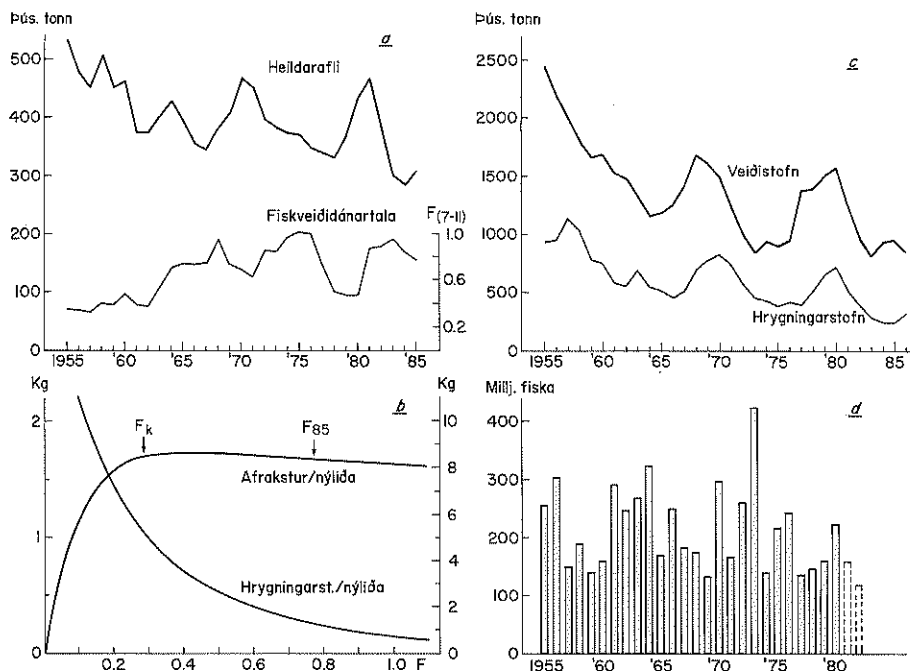 Þús. tonn
a
500
400
300
200
100
0
Heildarafli
Fiskveiðidánartala
F(7-11)
1.0
0.6
0.2
1955 '60 '65 '70 '75 '80 '85
Þús. tonn
c
2500
2000
1500
1000
500
0
Veiðistofn
Hrygningarstofn
1955 '60 '65 '70 '75 '80 '85
Kg
b
Kg
2
1
0
Fk
F85
Afrakstur/nýliða
Hrygningarst./nýliða
10
8
6
4
2
0
0.2 0.4 0.6 0.8 1.0 F
Millj. fiska
d
400
300
200
100
0
1955 '60 '65 '70 '75 '80